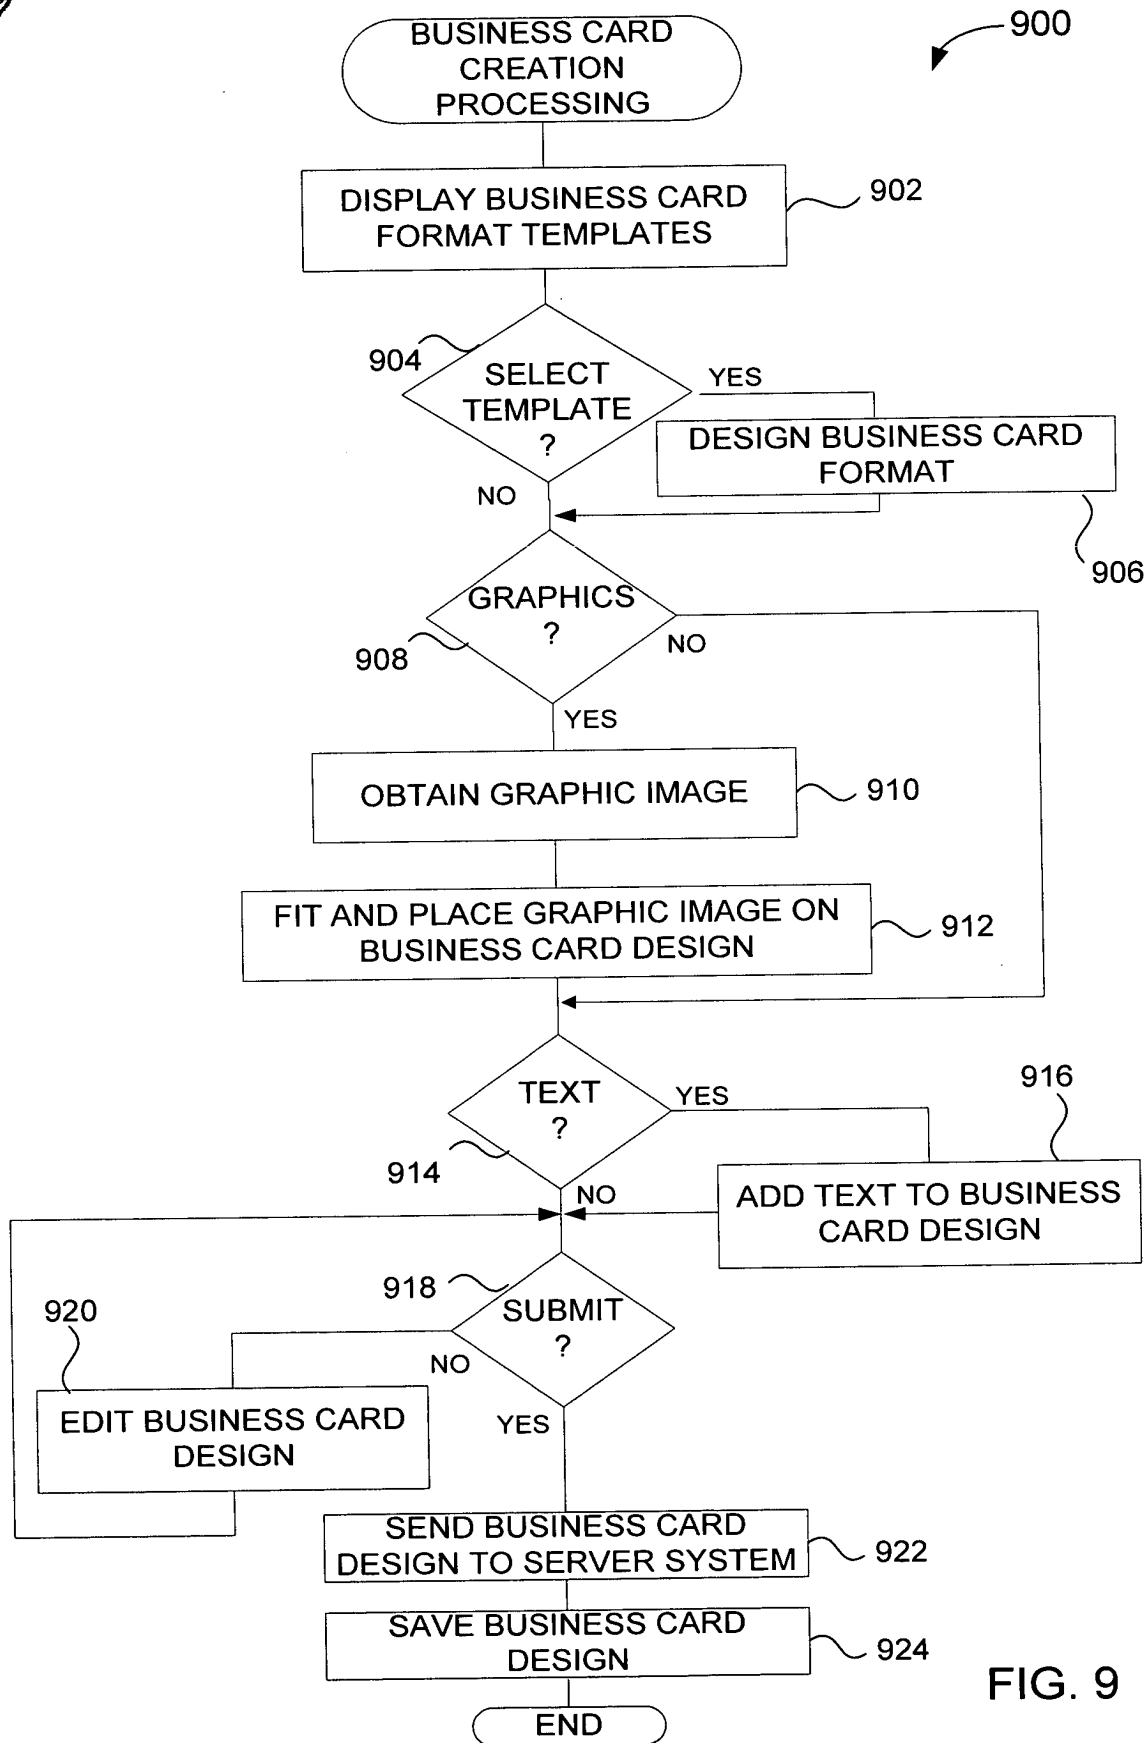 BUSINESS CARD
CREATION
PROCESSING
900
DISPLAY BUSINESS CARD
FORMAT TEMPLATES
902
904
SELECT
TEMPLATE
?
YES
DESIGN BUSINESS CARD
FORMAT
NO
906
GRAPHICS
?
908
NO
YES
OBTAIN GRAPHIC IMAGE
910
FIT AND PLACE GRAPHIC IMAGE ON
BUSINESS CARD DESIGN
912
TEXT
?
YES
916
914
NO
ADD TEXT TO BUSINESS
CARD DESIGN
918
SUBMIT
?
920
NO
EDIT BUSINESS CARD
DESIGN
YES
SEND BUSINESS CARD
DESIGN TO SERVER SYSTEM
922
SAVE BUSINESS CARD
DESIGN
924
FIG. 9
END